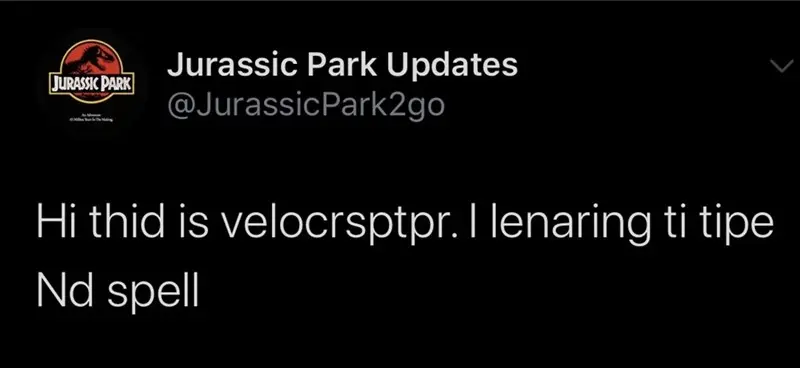 JURASSIC PARK
Jurassic Park Updates
@JurassicPark2go
Hi thid is velocrsptpr. I lenaring ti tipe
Nd spell